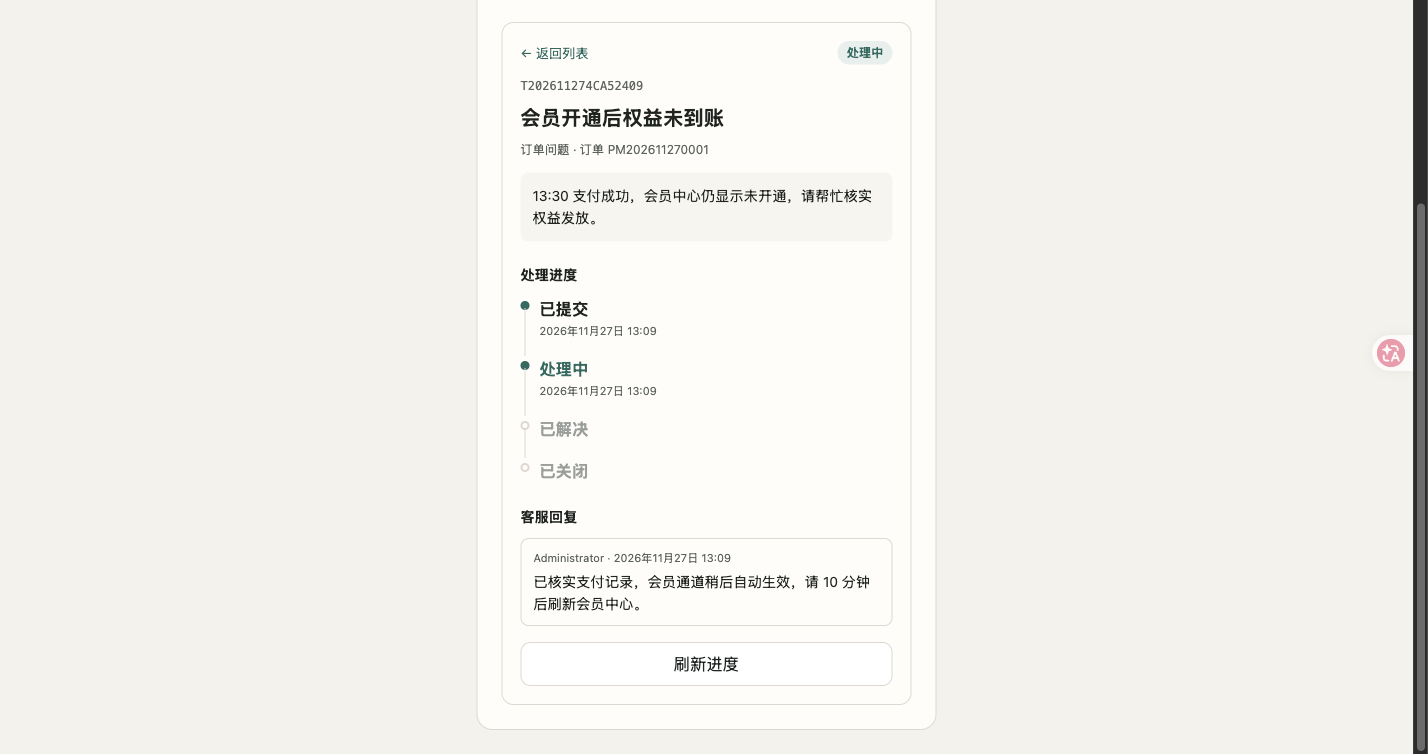 ← 返回列表
处理中
T202611274CA52409
会员开通后权益未到账
订单问题 · 订单 PM202611270001
13:30 支付成功，会员中心仍显示未开通，请帮忙核实
权益发放。
处理进度
已提交
2026年11月27日 13:09
处理中
2026年11月27日 13:09
已解决
已关闭
客服回复
Administrator · 2026年11月27日 13:09
已核实支付记录，会员通道稍后自动生效，请 10 分钟
后刷新会员中心。
刷新进度